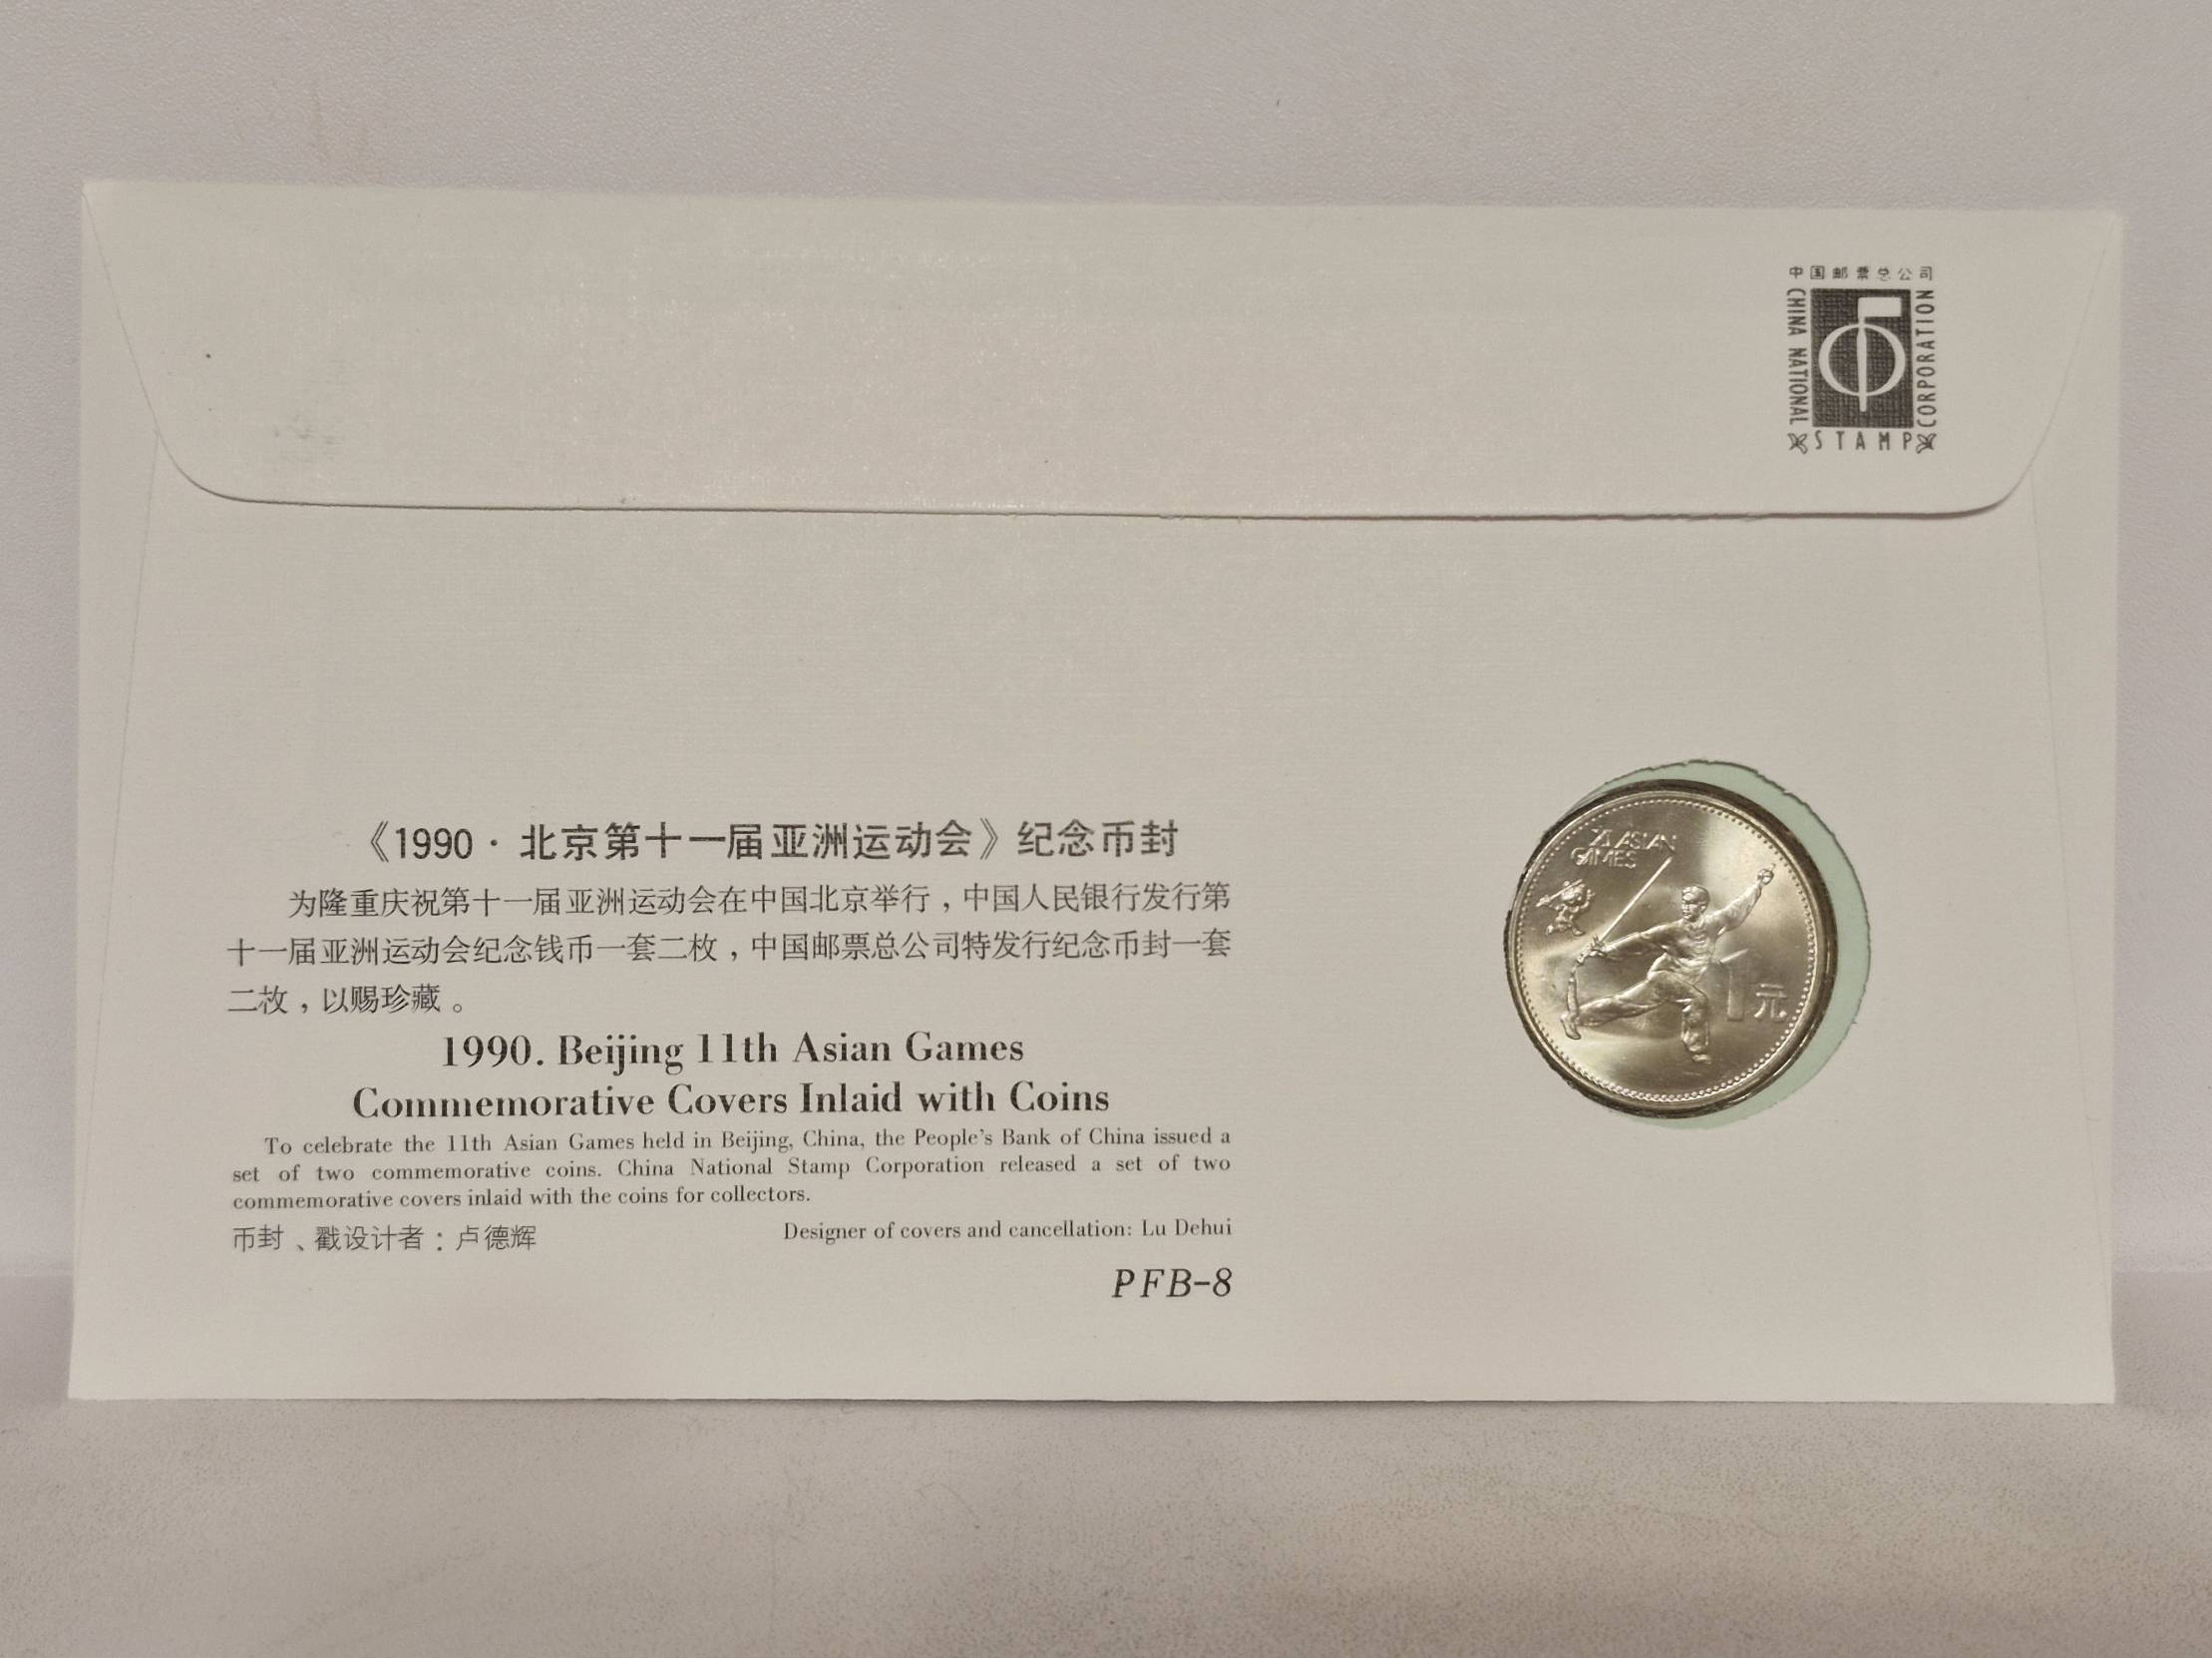 中国邮票总公司
CHINA NATIONAL
STAMP
CORPORATION
《1990·北京第十一届亚洲运动会》纪念币封
为隆重庆祝第十一届亚洲运动会在中国北京举行，中国人民银行发行第
十一届亚洲运动会纪念钱币一套二枚，中国邮票总公司特发行纪念币封一套
二枚，以赐珍藏。
1990. Beijing 11th Asian Games
Commemorative Covers Inlaid with Coins
To celebrate the 11th Asian Games held in Beijing, China, the People's Bank of China issued a
set of two commemorative coins. China National Stamp Corporation released a set of two
commemorative covers inlaid with the coins for collectors.
币封、戳设计者：卢德辉 Designer of covers and cancellation: Lu Dehui
PFB-8
XI ASIAN
GAMES
1元